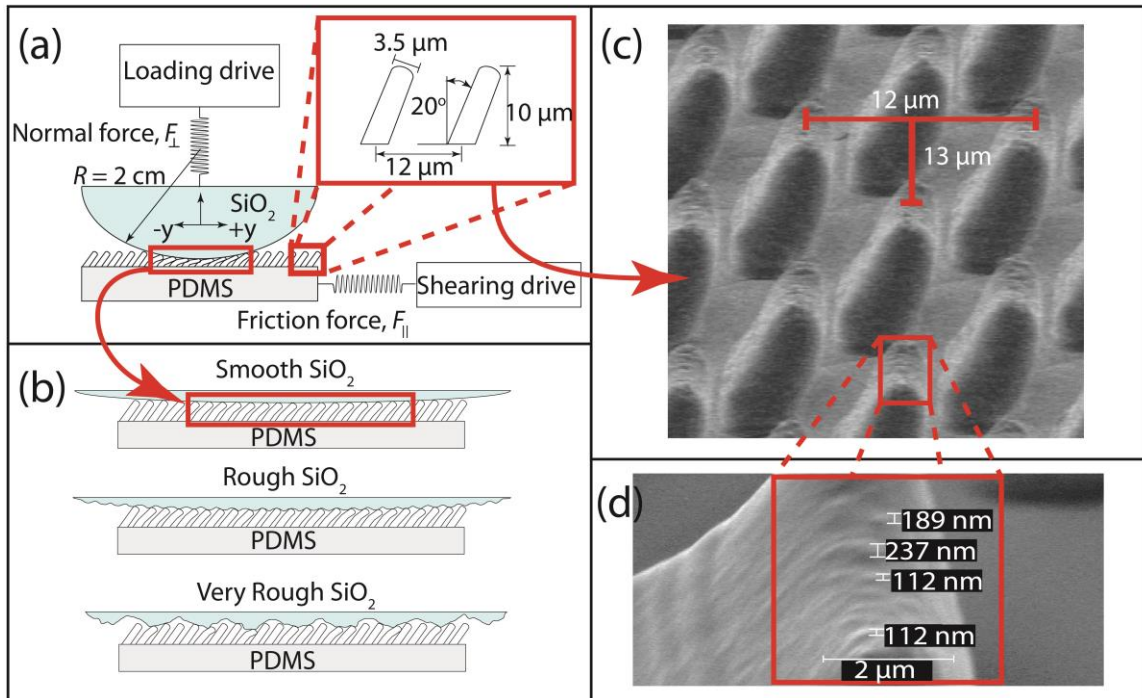 (a)
Loading drive
Normal force, F⊥
R = 2 cm
SiO₂
-y
+y
PDMS
Shearing drive
Friction force, F||
3.5 µm
20º
10 µm
12 µm
(b)
Smooth SiO₂
PDMS
Rough SiO₂
PDMS
Very Rough SiO₂
PDMS
(c)
12 µm
13 µm
(d)
189 nm
237 nm
112 nm
112 nm
2 µm